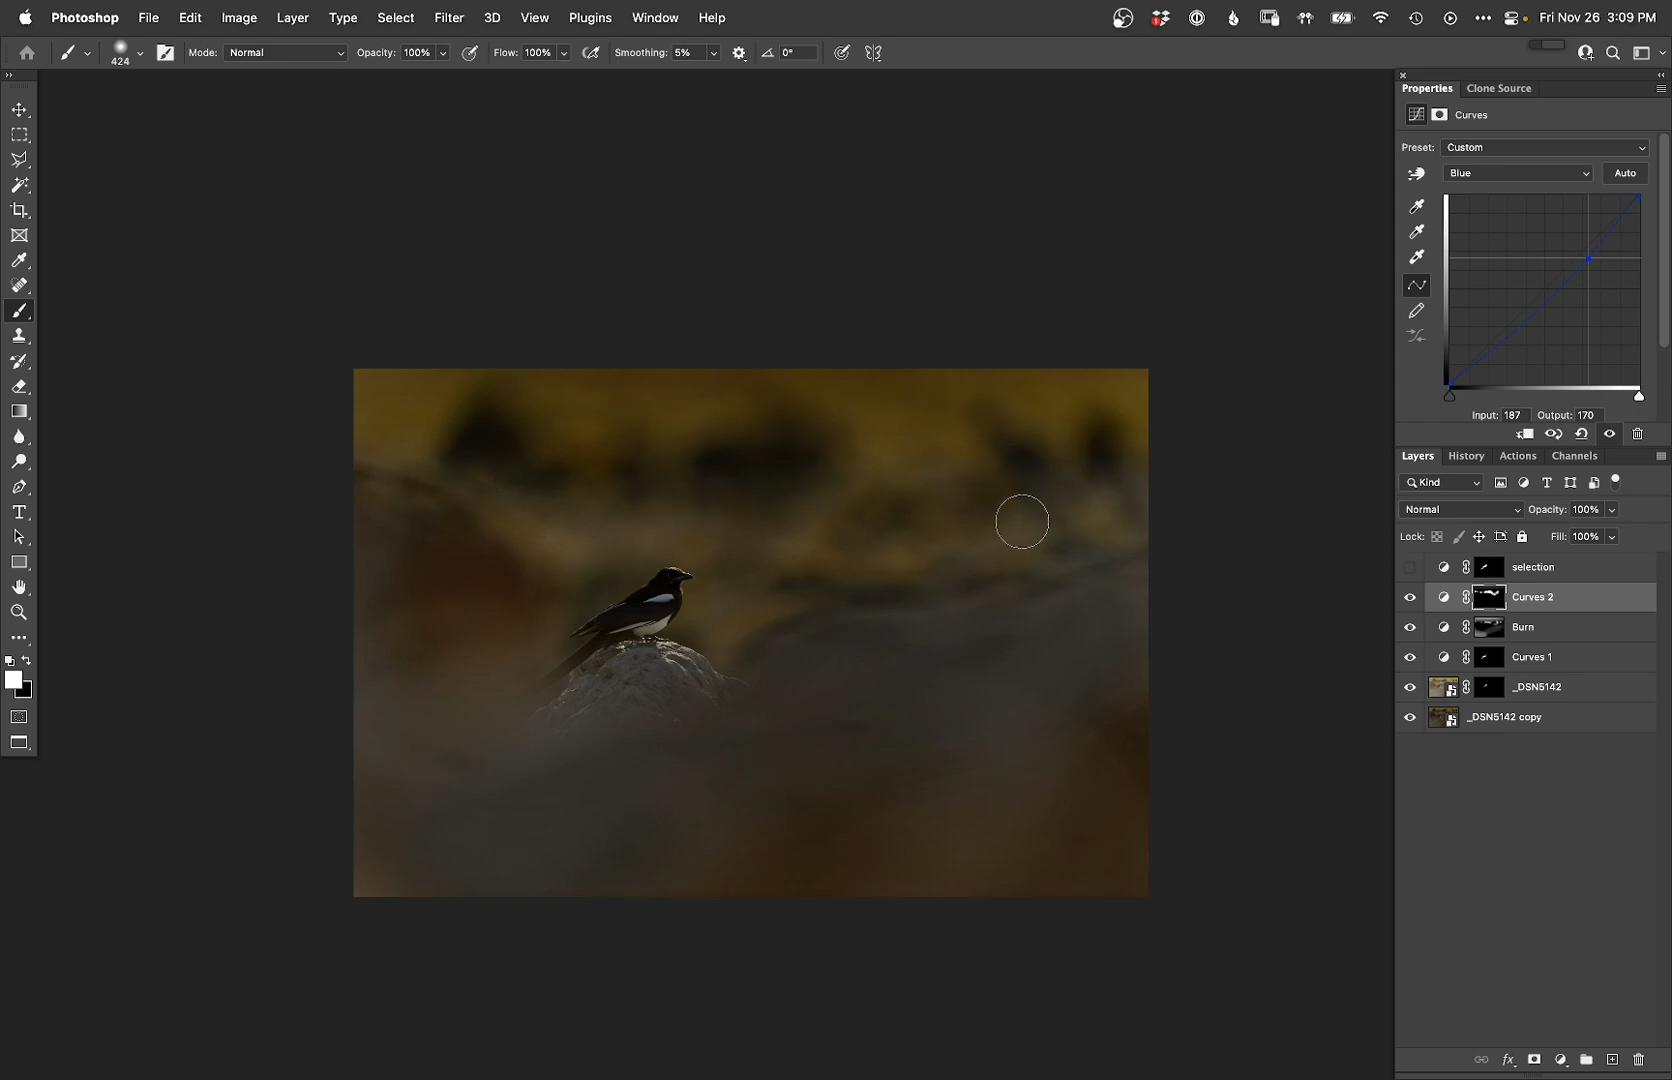 Photoshop File Edit Image Layer Type Select Filter 3D View Plugins Window Help Fri Nov 26 3:09 PM
424 Mode: Normal Opacity: 100% Flow: 100% Smoothing: 5% 0°
Properties Clone Source
Curves
Preset: Custom
Blue Auto
Input: 187 Output: 170
Layers History Actions Channels
Kind
Normal Opacity: 100%
Lock: Fill: 100%
selection
Curves 2
Burn
Curves 1
_DSN5142
_DSN5142 copy